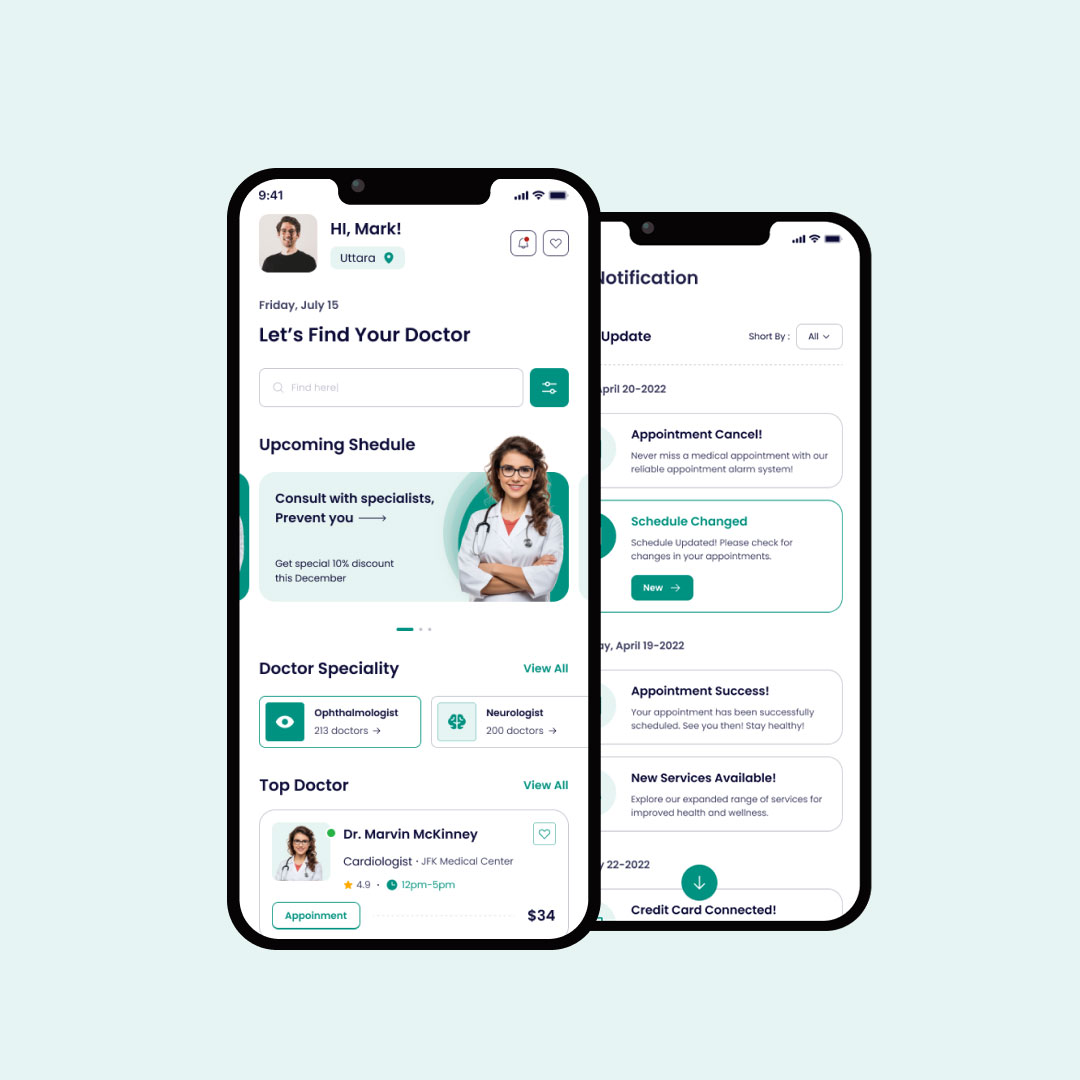 9:41
HI, Mark!
Uttara
Friday, July 15
Let's Find Your Doctor
Find here|
Upcoming Shedule
Consult with specialists,
Prevent you
Get special 10% discount
this December
Doctor Speciality
View All
Ophthalmologist
213 doctors →
Neurologist
200 doctors →
Top Doctor
View All
Dr. Marvin McKinney
Cardiologist • JFK Medical Center
4.9 • 12pm-5pm
Appoinment
$34
Notification
Update
Short By :
All
April 20-2022
Appointment Cancel!
Never miss a medical appointment with our
reliable appointment alarm system!
Schedule Changed
Schedule Updated! Please check for
changes in your appointments.
New →
ay, April 19-2022
Appointment Success!
Your appointment has been successfully
scheduled. See you then! Stay healthy!
New Services Available!
Explore our expanded range of services for
improved health and wellness.
y 22-2022
Credit Card Connected!